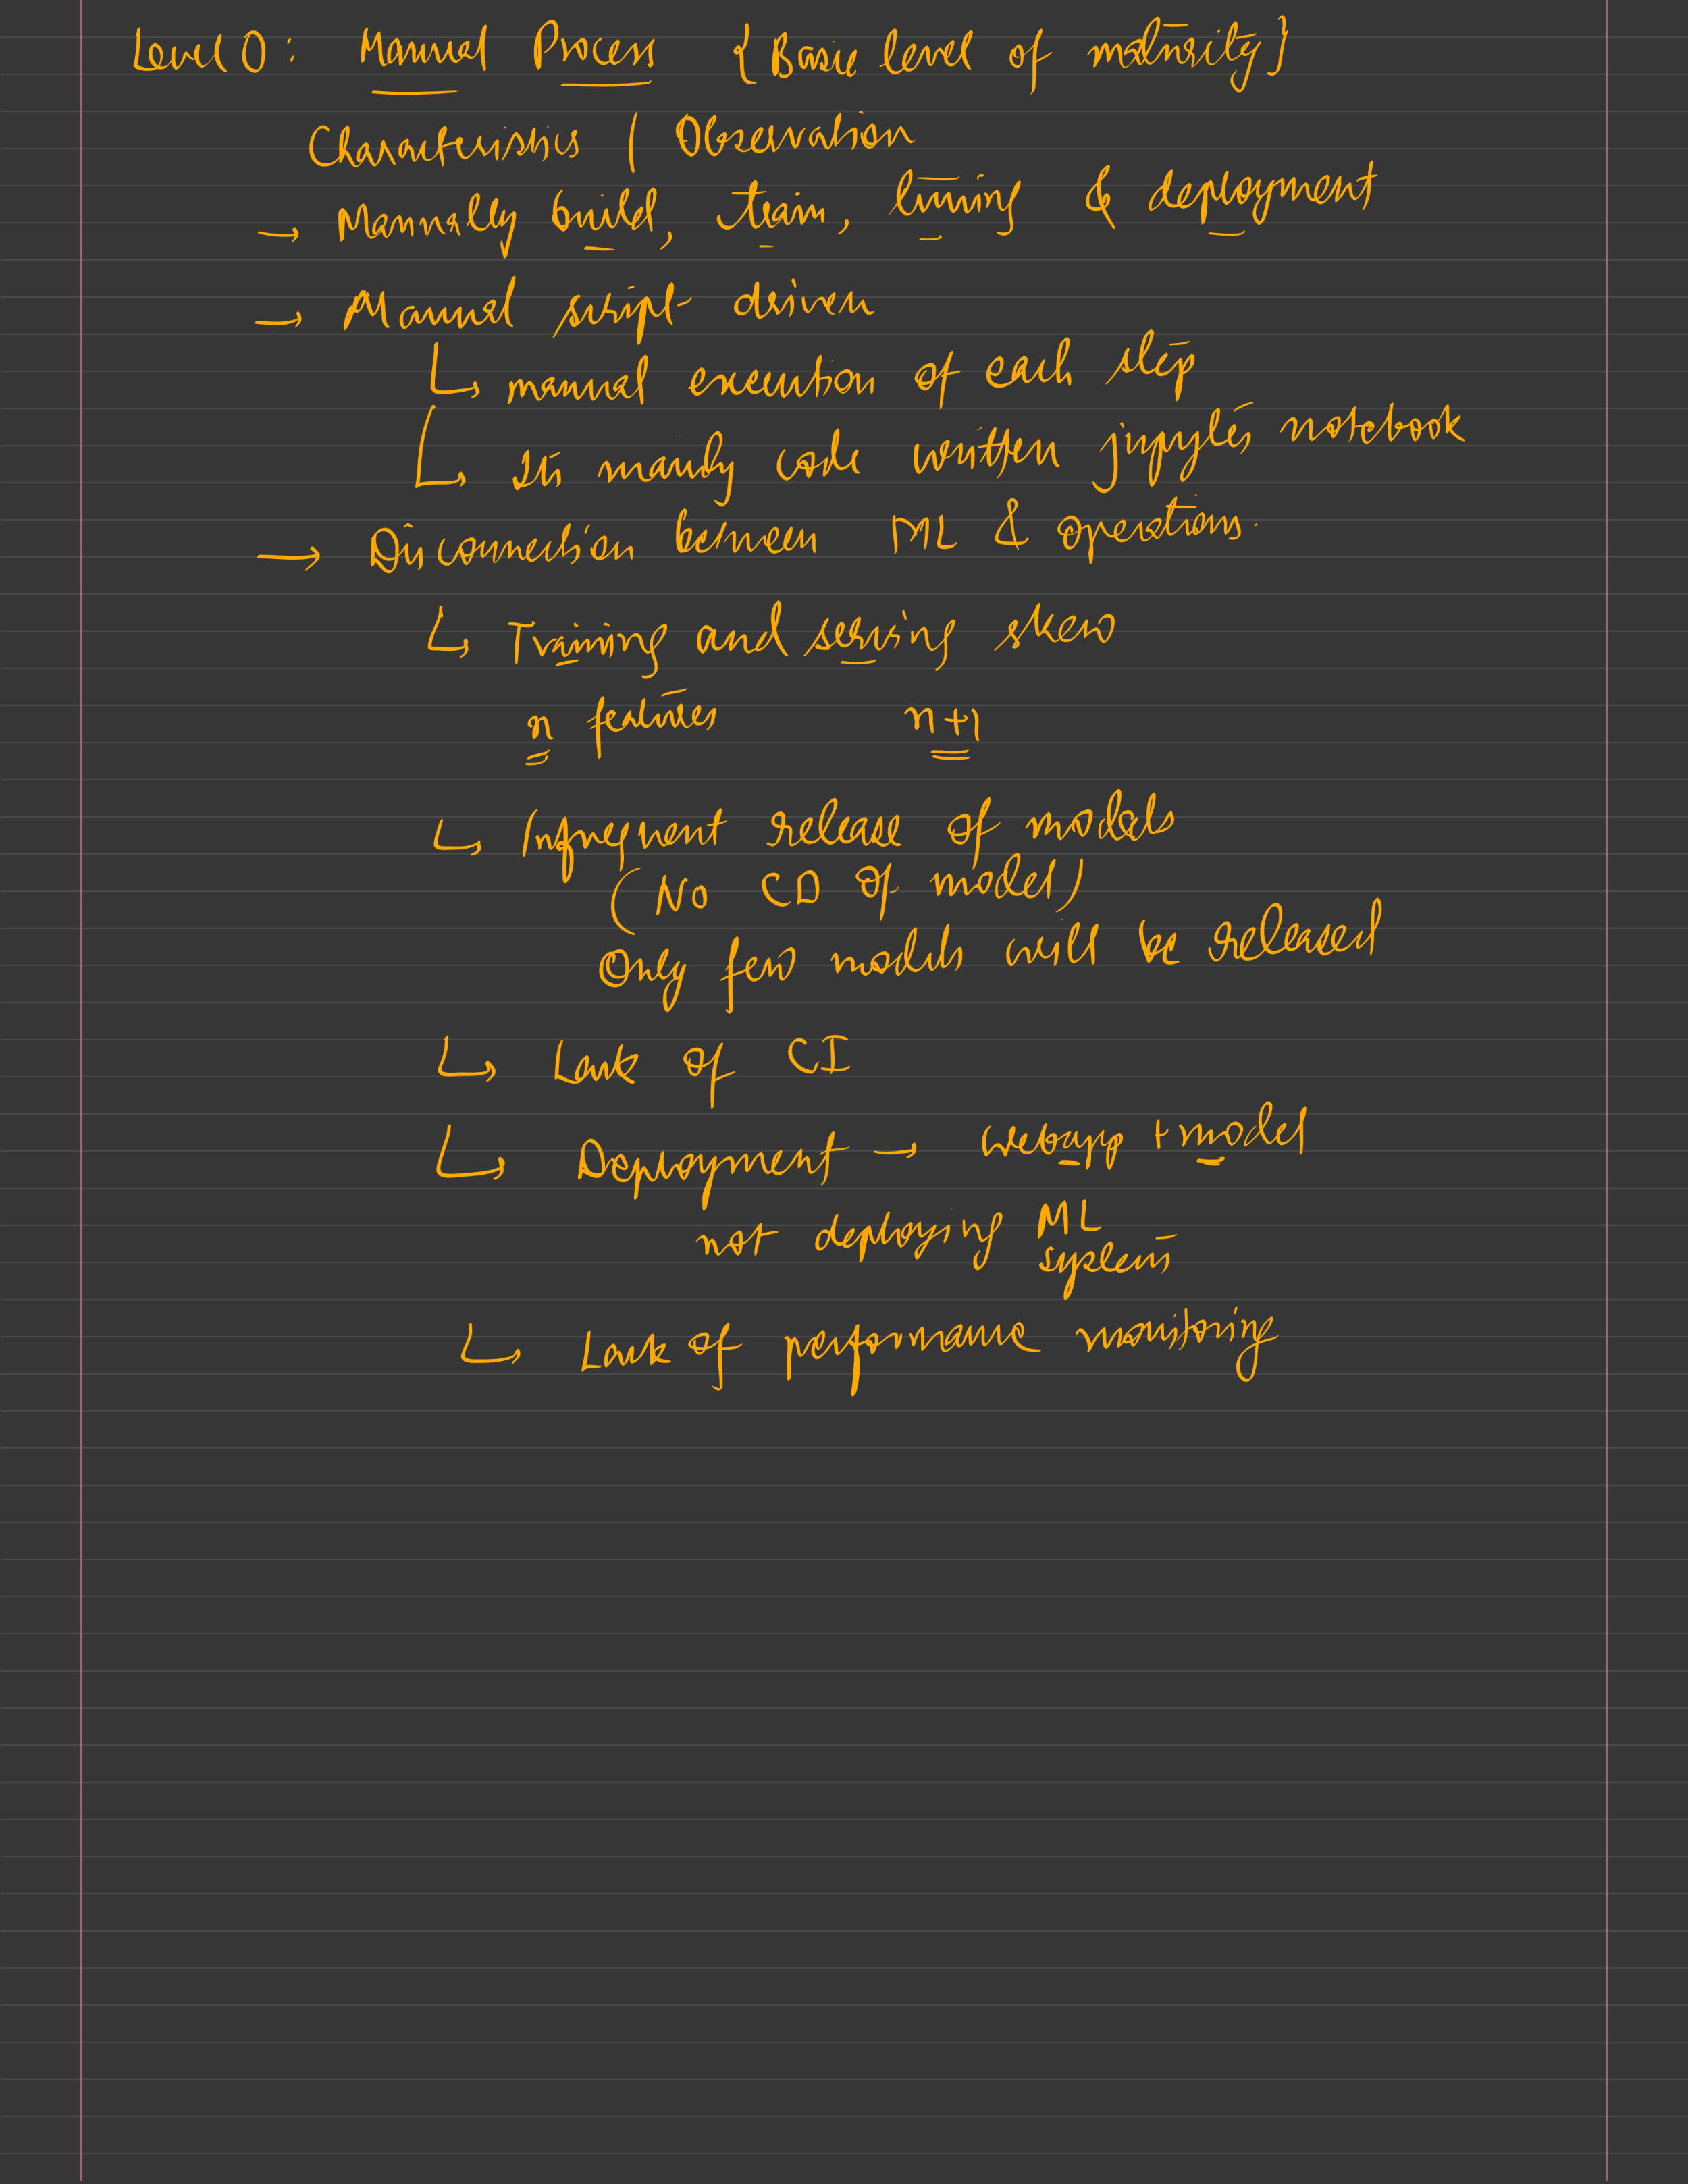 Level 0: Manual Process {Basic level of maturity}
Characteristics / Observation
→ Manually build, train, tuning & deployment
→ Manual script driven
↳ manual execution of each step
↳ In mainly code written jupyter notebook
→ Disconnection between ML & operations.
↳ Training and serving skew
n features n+1
↳ Infrequent release of models
(No CD of model)
Only few models will be released
↳ Lack of CI
↳ Deployment → + model
not deploying ML
systems
↳ Lack of performance monitoring